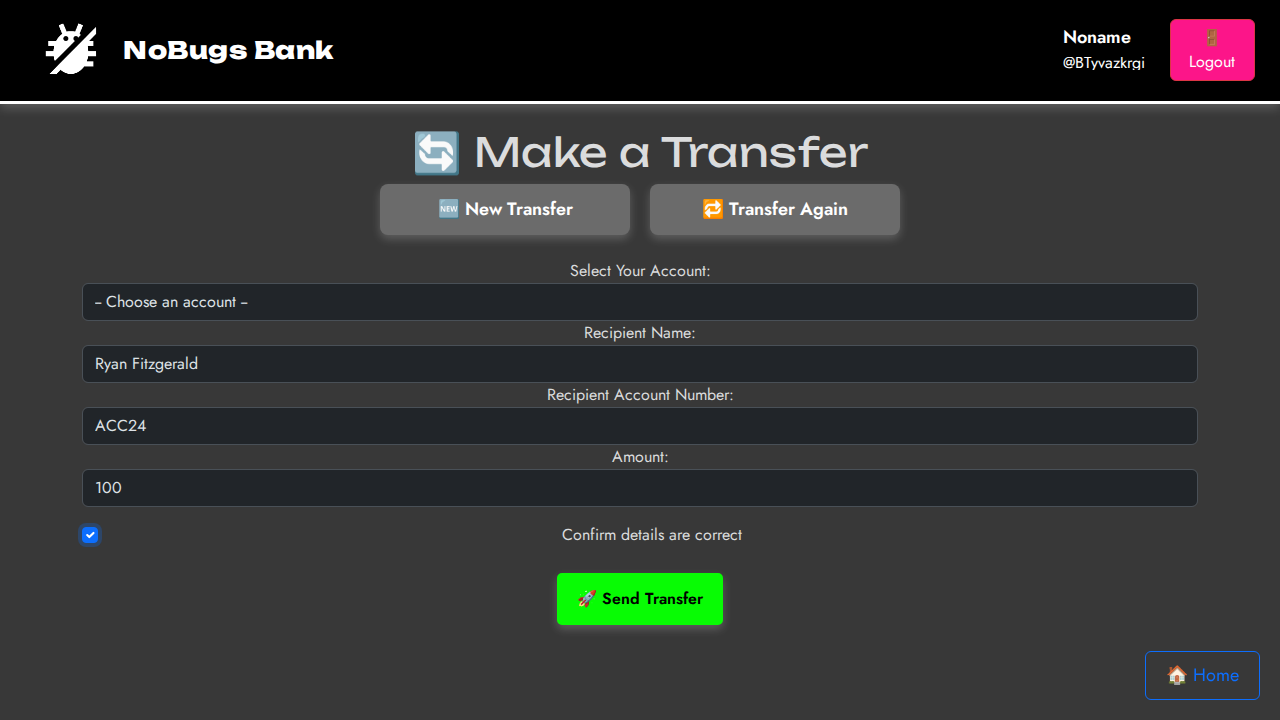 NoBugs Bank
Noname
@BTyvazkrgi
Logout
Make a Transfer
New Transfer
Transfer Again
Select Your Account:
-- Choose an account --
Recipient Name:
Ryan Fitzgerald
Recipient Account Number:
ACC24
Amount:
100
Confirm details are correct
Send Transfer
Home